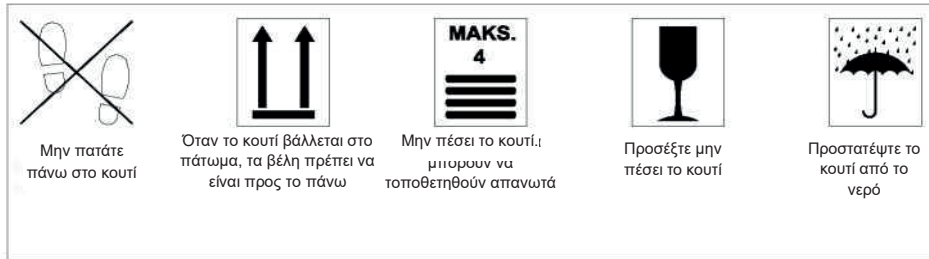 MAKS.
4
Μην πατάτε
πάνω στο κουτί
Όταν το κουτί βάλλεται στο
πάτωμα, τα βέλη πρέπει να
είναι προς το πάνω
Μην πέσει το κουτί.
μπορούν να
τοποθετηθούν απανωτά
Προσέξτε μην
πέσει το κουτί
Προστατέψτε το
κουτί από το
νερό